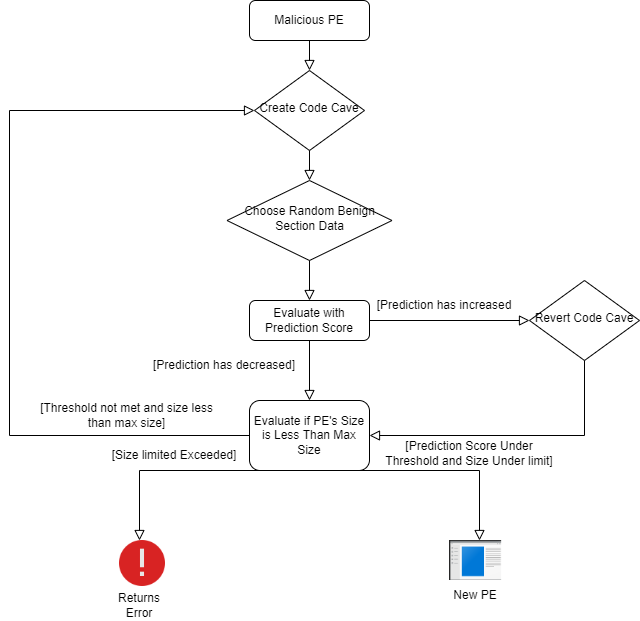 Malicious PE
Create Code Cave
Choose Random Benign
Section Data
Evaluate with
Prediction Score
[Prediction has increased
Revert Code Cave
[Prediction has decreased]
[Threshold not met and size less
than max size]
Evaluate if PE's Size
is Less Than Max
Size
[Size limited Exceeded]
[Prediction Score Under
Threshold and Size Under limit]
Returns
Error
New PE